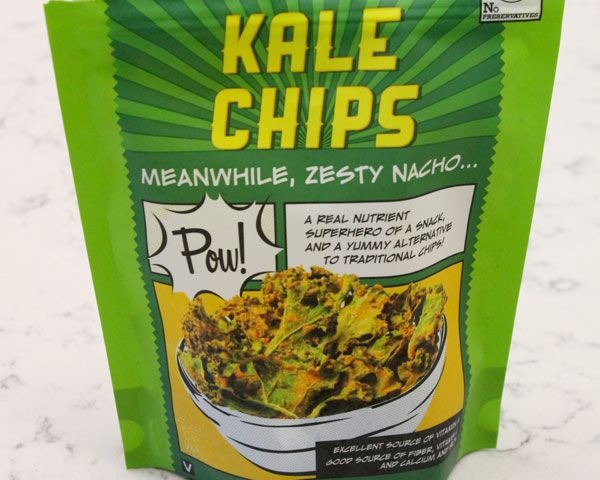 No
PRESERVATIVES
KALE
CHIPS
MEANWHILE, ZESTY NACHO...
Pow!
A REAL NUTRIENT
SUPERHERO OF A SNACK,
AND A YUMMY ALTERNATIVE
TO TRADITIONAL CHIPS!
EXCELLENT SOURCE OF
GOOD SOURCE OF FIBER,
AND CALCIUM AND
V